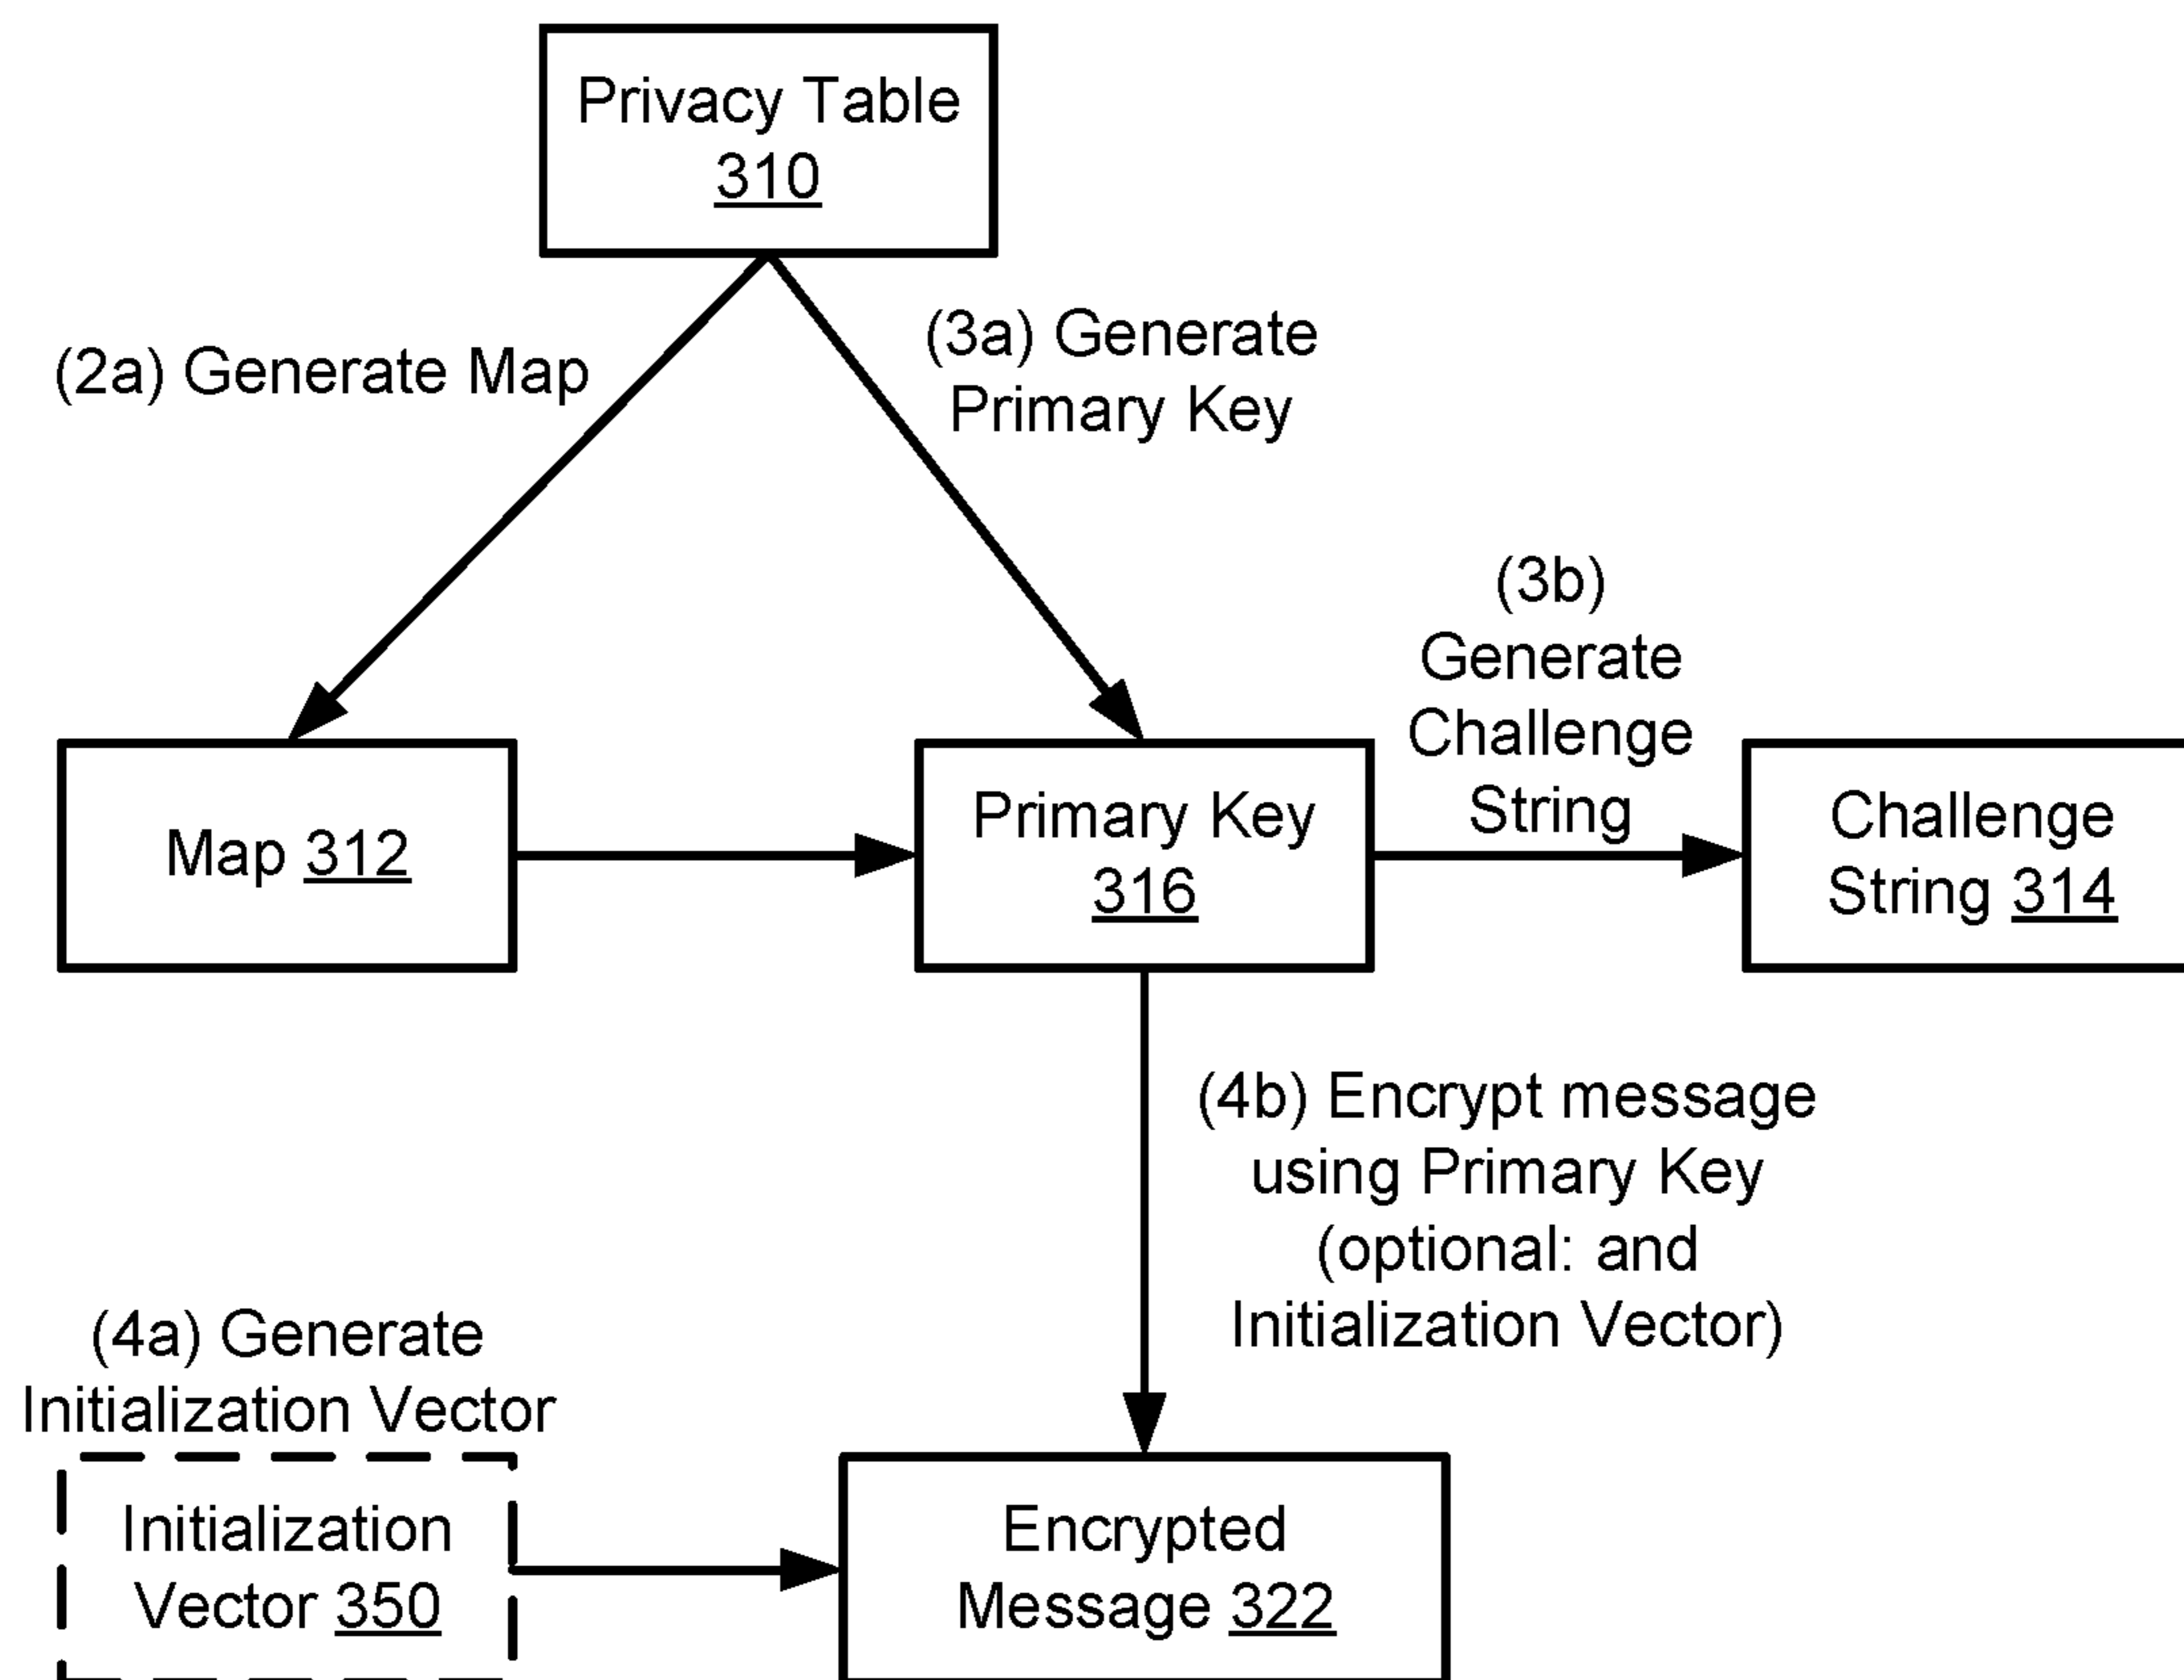 Privacy Table
310
(2a) Generate Map
(3a) Generate
Primary Key
(3b)
Generate
Challenge
String
Map 312
Primary Key
316
Challenge
String 314
(4b) Encrypt message
using Primary Key
(optional: and
Initialization Vector)
(4a) Generate
Initialization Vector
Initialization
Vector 350
Encrypted
Message 322